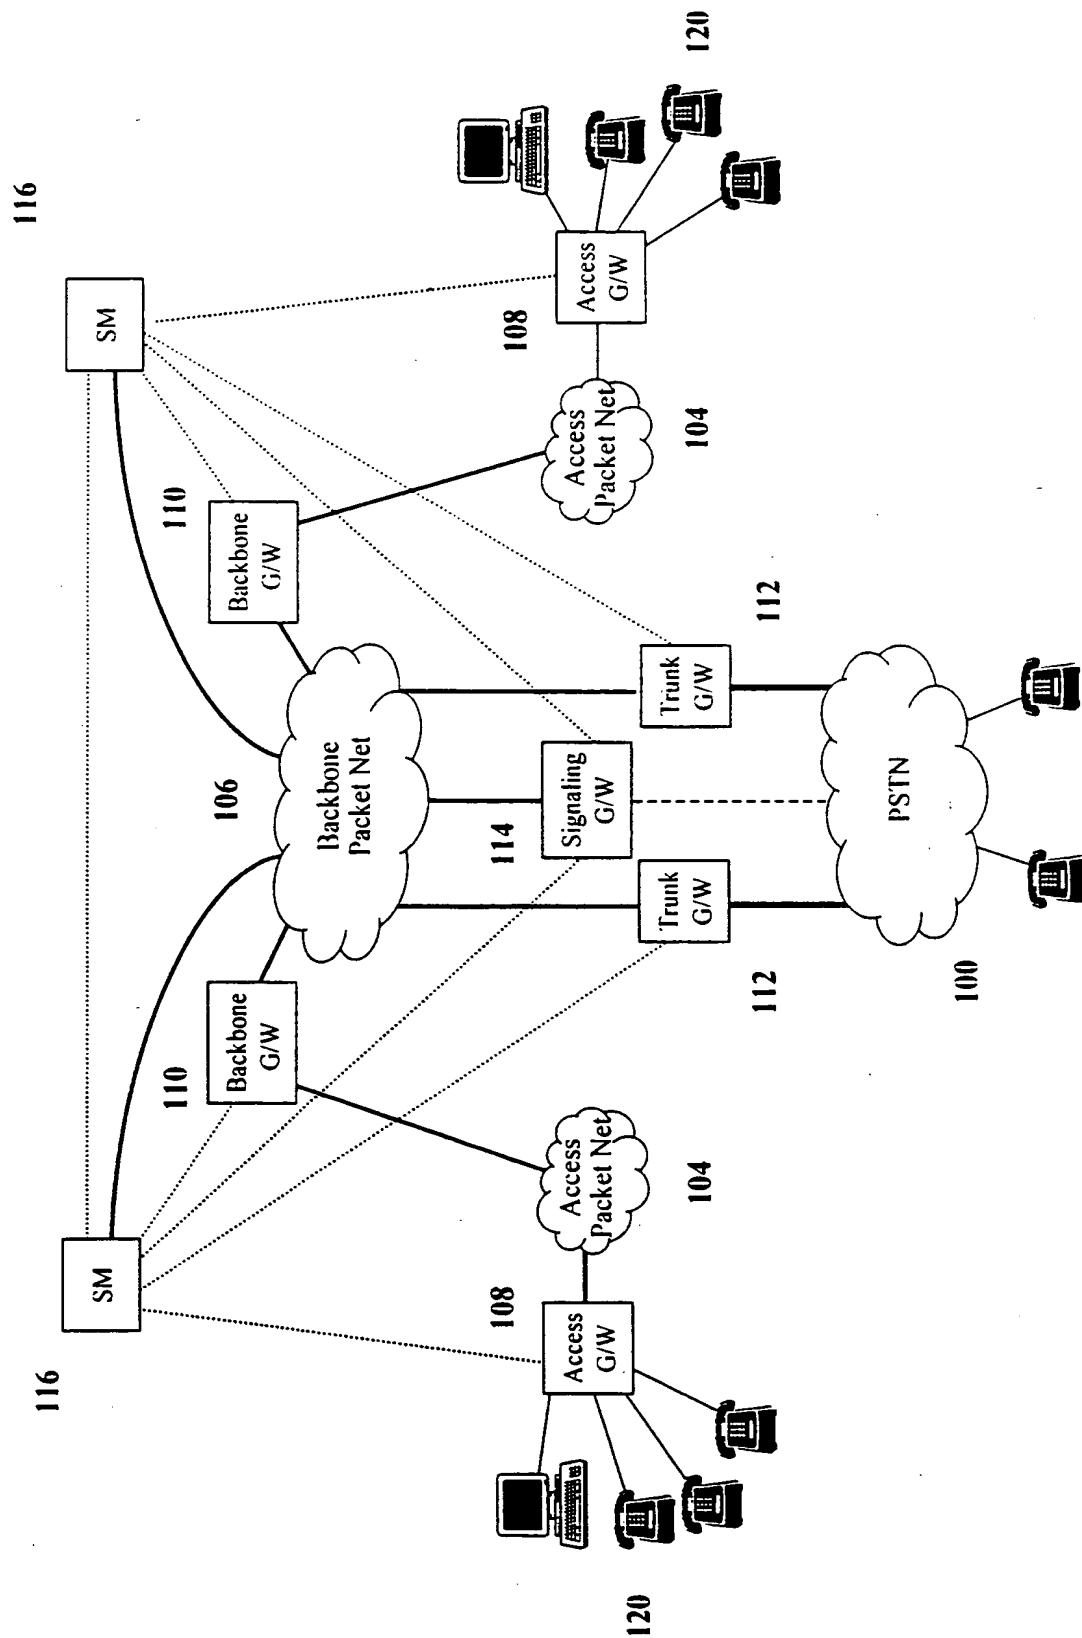 116
SM
116
SM
110
Backbone
G/W
106
Backbone
Packet Net
110
Backbone
G/W
108
Access
G/W
104
Access
Packet Net
114
Signaling
G/W
Access
Packet Net
104
108
Access
G/W
120
120
112
Trunk
G/W
Trunk
G/W
112
PSTN
100